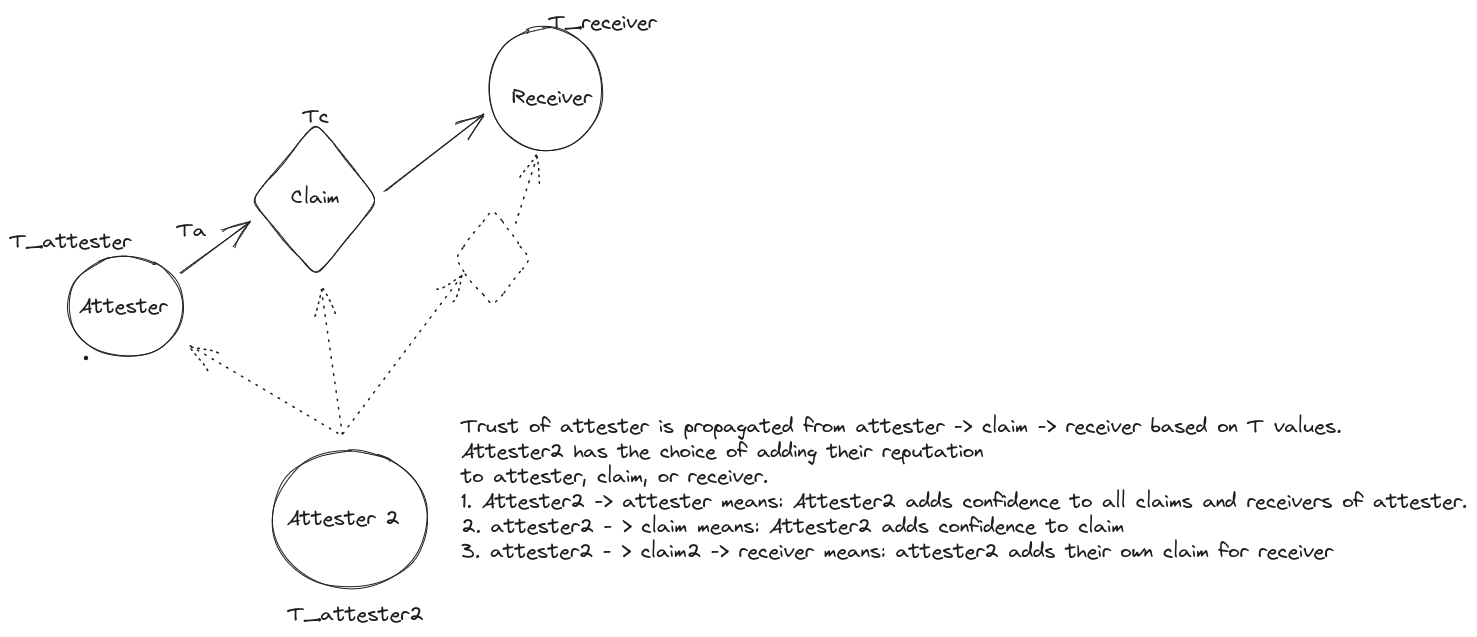 T_receiver
Receiver
Tc
Claim
Ta
T_attester
Attester
Trust of attester is propagated from attester -> claim -> receiver based on T values.
Attester2 has the choice of adding their reputation
to attester, claim, or receiver.
1. Attester2 -> attester means: Attester2 adds confidence to all claims and receivers of attester.
2. attester2 - > claim means: Attester2 adds confidence to claim
3. attester2 - > claim2 -> receiver means: attester2 adds their own claim for receiver
Attester 2
T_attester2